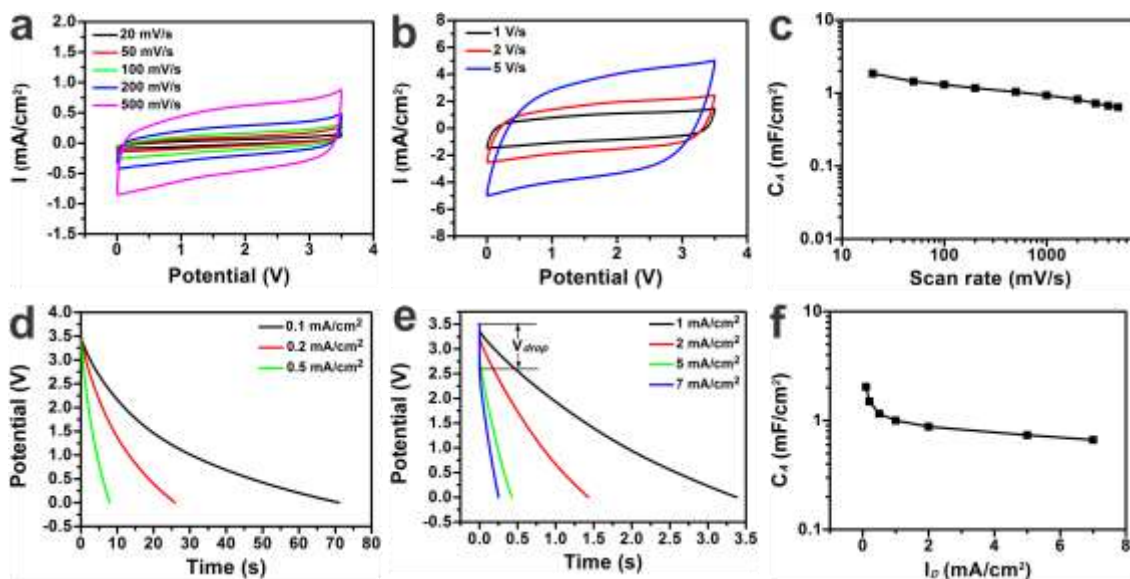 a
20 mV/s
50 mV/s
100 mV/s
200 mV/s
500 mV/s
2.0
1.5
1.0
0.5
0.0
-0.5
-1.0
-1.5
I (mA/cm²)
0 1 2 3 4
Potential (V)
b
1 V/s
2 V/s
5 V/s
8
6
4
2
0
-2
-4
-6
-8
I (mA/cm²)
0 1 2 3 4
Potential (V)
c
10
1
0.1
0.01
C_A (mF/cm²)
10 100 1000
Scan rate (mV/s)
d
0.1 mA/cm²
0.2 mA/cm²
0.5 mA/cm²
4.0
3.5
3.0
2.5
2.0
1.5
1.0
0.5
0.0
-0.5
Potential (V)
0 10 20 30 40 50 60 70 80
Time (s)
e
V_drop
1 mA/cm²
2 mA/cm²
5 mA/cm²
7 mA/cm²
3.5
3.0
2.5
2.0
1.5
1.0
0.5
0.0
-0.5
Potential (V)
0.0 0.5 1.0 1.5 2.0 2.5 3.0 3.5
Time (s)
f
10
1
0.1
C_A (mF/cm²)
0 2 4 6 8
I_D (mA/cm²)